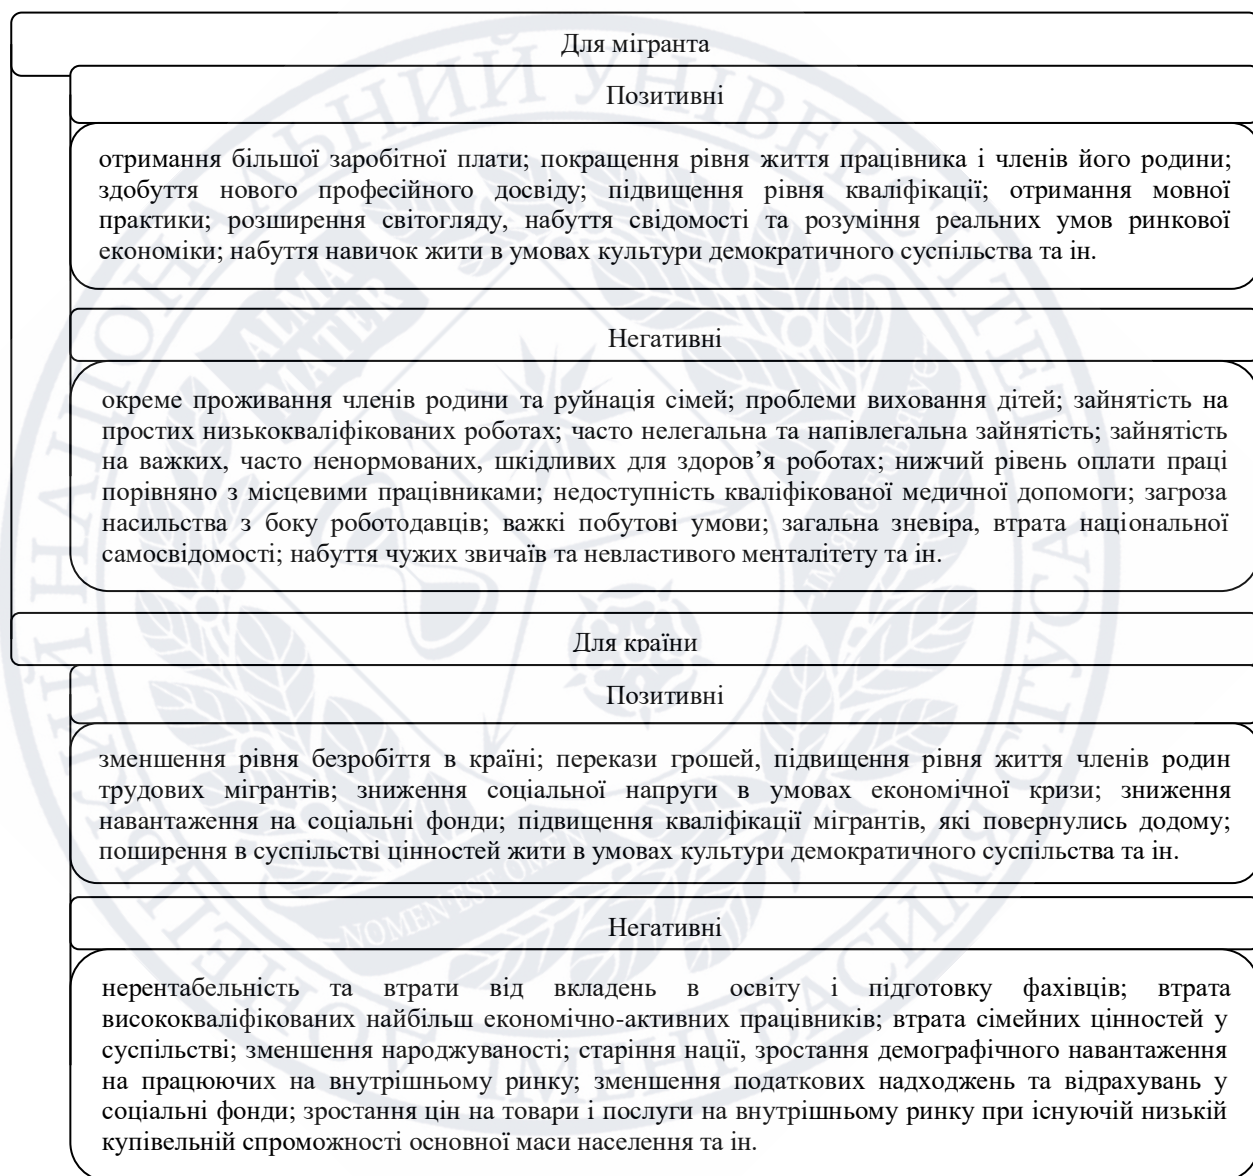 Для мігранта
Позитивні
отримання більшої заробітної плати; покращення рівня життя працівника і членів його родини;
здобуття нового професійного досвіду; підвищення рівня кваліфікації; отримання мовної
практики; розширення світогляду, набуття свідомості та розуміння реальних умов ринкової
економіки; набуття навичок жити в умовах культури демократичного суспільства та ін.
Негативні
окреме проживання членів родини та руйнація сімей; проблеми виховання дітей; зайнятість на
простих низькокваліфікованих роботах; часто нелегальна та напівлегальна зайнятість; зайнятість
на важких, часто ненормованих, шкідливих для здоров’я роботах; нижчий рівень оплати праці
порівняно з місцевими працівниками; недоступність кваліфікованої медичної допомоги; загроза
насильства з боку роботодавців; важкі побутові умови; загальна зневіра, втрата національної
самосвідомості; набуття чужих звичаїв та невластивого менталітету та ін.
Для країни
Позитивні
зменшення рівня безробіття в країні; перекази грошей, підвищення рівня життя членів родин
трудових мігрантів; зниження соціальної напруги в умовах економічної кризи; зниження
навантаження на соціальні фонди; підвищення кваліфікації мігрантів, які повернулись додому;
поширення в суспільстві цінностей жити в умовах культури демократичного суспільства та ін.
Негативні
нерентабельність та втрати від вкладень в освіту і підготовку фахівців; втрата
висококваліфікованих найбільш економічно-активних працівників; втрата сімейних цінностей у
суспільстві; зменшення народжуваності; старіння нації, зростання демографічного навантаження
на працюючих на внутрішньому ринку; зменшення податкових надходжень та відрахувань у
соціальні фонди; зростання цін на товари і послуги на внутрішньому ринку при існуючій низькій
купівельній спроможності основної маси населення та ін.
ALMA
MATER